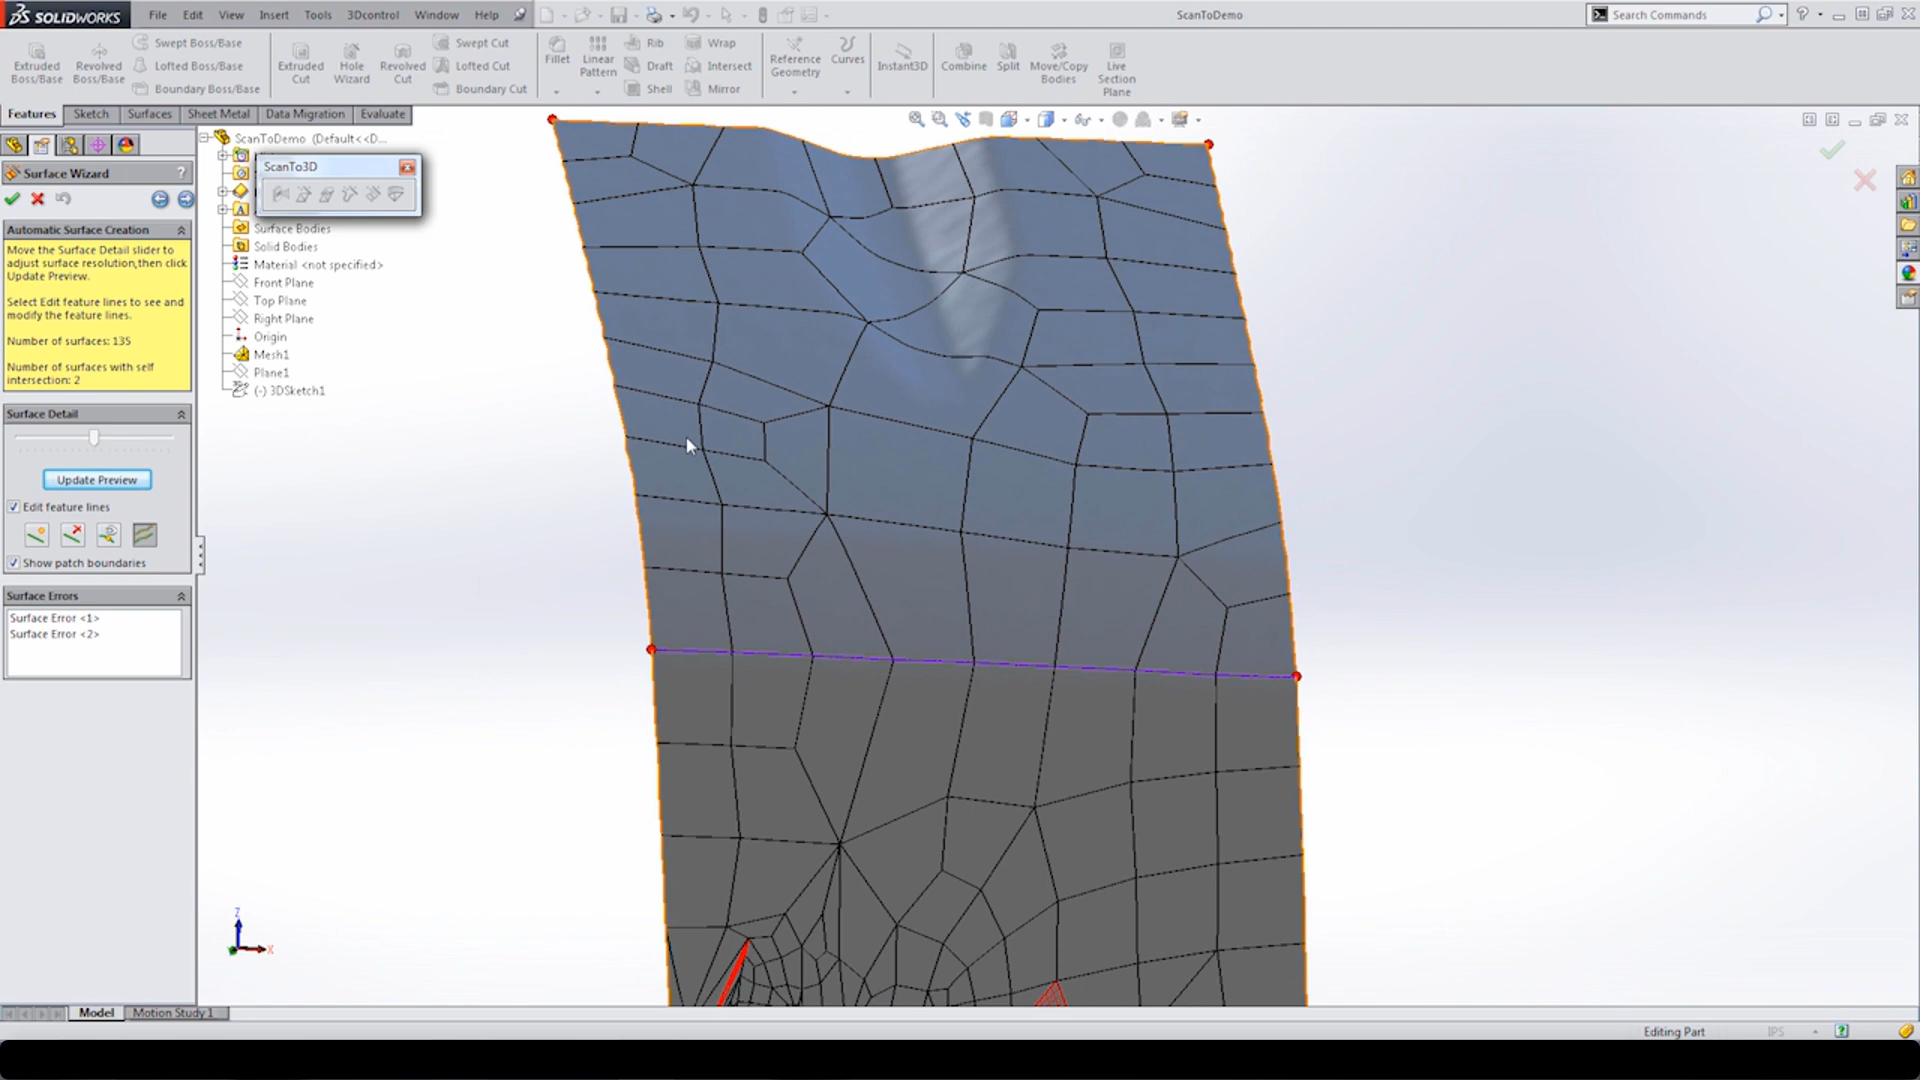 SOLIDWORKS File Edit View Insert Tools 3Dcontrol Window Help ScanToDemo Search Commands
Extruded Boss/Base
Revolved Boss/Base
Swept Boss/Base
Lofted Boss/Base
Boundary Boss/Base
Extruded Cut
Hole Wizard
Revolved Cut
Swept Cut
Lofted Cut
Boundary Cut
Fillet
Linear Pattern
Rib
Draft
Shell
Wrap
Intersect
Mirror
Reference Geometry
Curves
Instant3D
Combine
Split
Move/Copy Bodies
Live Section Plane
Features Sketch Surfaces Sheet Metal Data Migration Evaluate
Surface Wizard ?
Automatic Surface Creation
Move the Surface Detail slider to
adjust surface resolution,then click
Update Preview.
Select Edit feature lines to see and
modify the feature lines.
Number of surfaces: 135
Number of surfaces with self
intersection: 2
Surface Detail
Update Preview
Edit feature lines
Show patch boundaries
Surface Errors
Surface Error <1>
Surface Error <2>
ScanToDemo (Default<<D...
ScanTo3D
Surface Bodies
Solid Bodies
Material <not specified>
Front Plane
Top Plane
Right Plane
Origin
Mesh1
Plane1
(-) 3DSketch1
Z
X
Model Motion Study 1
Editing Part IPS